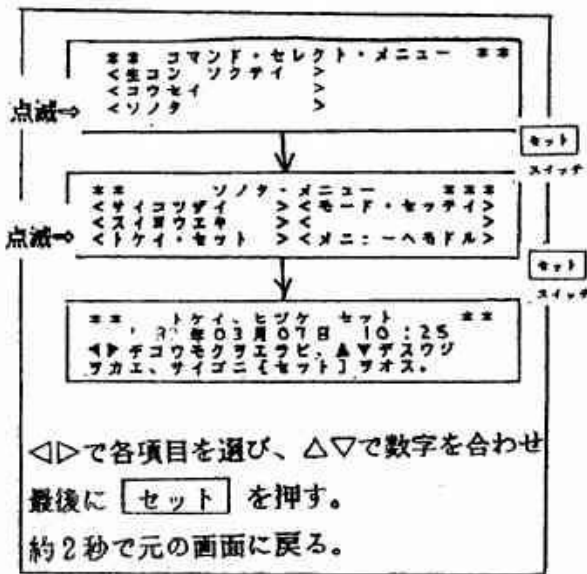 ** コマンド・セレクト・メニュー **
<生コン ソクテイ >
<コウセイ >
点滅⇨ <ソノタ >
セット
スイッチ
** ソノタ・メニュー ***
<サイコツザイ ><モード・セッテイ>
<スイヨウエキ >< >
点滅⇨ <トケイ・セット ><メニューヘモドル>
セット
スイッチ
** トケイ、ヒヅケ セット **
年03月07日 10:25
◀▶デコウモクヲエラビ、▲▼デスウジ
ヲカエ、サイゴニ[セット]ヲオス。
◁▷で各項目を選び、△▽で数字を合わせ
最後に セット を押す。
約2秒で元の画面に戻る。